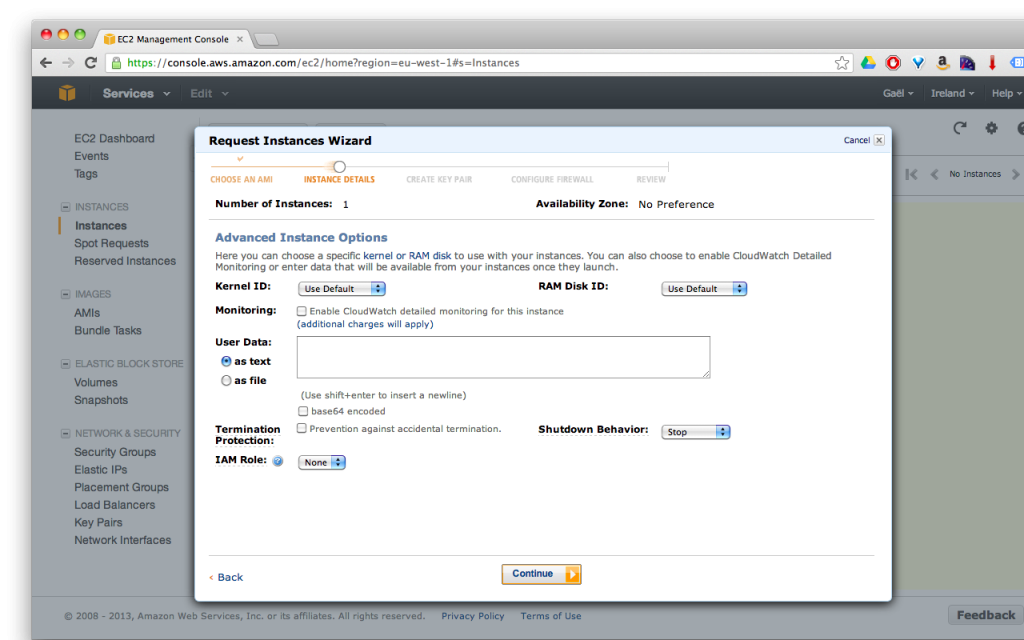 EC2 Management Console
https://console.aws.amazon.com/ec2/home?region=eu-west-1#s=Instances
Services Edit Gaël Ireland Help
EC2 Dashboard
Events
Tags
INSTANCES
Instances
Spot Requests
Reserved Instances
IMAGES
AMIs
Bundle Tasks
ELASTIC BLOCK STORE
Volumes
Snapshots
NETWORK & SECURITY
Security Groups
Elastic IPs
Placement Groups
Load Balancers
Key Pairs
Network Interfaces
No Instances
Request Instances Wizard Cancel
CHOOSE AN AMI INSTANCE DETAILS CREATE KEY PAIR CONFIGURE FIREWALL REVIEW
Number of Instances: 1 Availability Zone: No Preference
Advanced Instance Options
Here you can choose a specific kernel or RAM disk to use with your instances. You can also choose to enable CloudWatch Detailed
Monitoring or enter data that will be available from your instances once they launch.
Kernel ID: Use Default RAM Disk ID: Use Default
Monitoring: Enable CloudWatch detailed monitoring for this instance
(additional charges will apply)
User Data:
as text
as file
(Use shift+enter to insert a newline)
base64 encoded
Termination Protection: Prevention against accidental termination. Shutdown Behavior: Stop
IAM Role: None
< Back Continue
© 2008 - 2013, Amazon Web Services, Inc. or its affiliates. All rights reserved. Privacy Policy Terms of Use Feedback